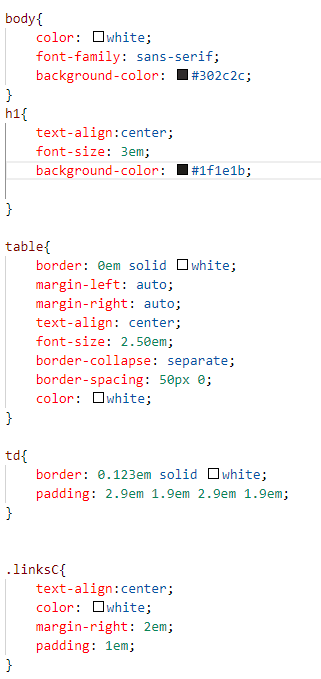 body{
color: white;
font-family: sans-serif;
background-color: #302c2c;
}
h1{
text-align:center;
font-size: 3em;
background-color: #1f1e1b;
}
table{
border: 0em solid white;
margin-left: auto;
margin-right: auto;
text-align: center;
font-size: 2.50em;
border-collapse: separate;
border-spacing: 50px 0;
color: white;
}
td{
border: 0.123em solid white;
padding: 2.9em 1.9em 2.9em 1.9em;
}
.linksC{
text-align:center;
color: white;
margin-right: 2em;
padding: 1em;
}